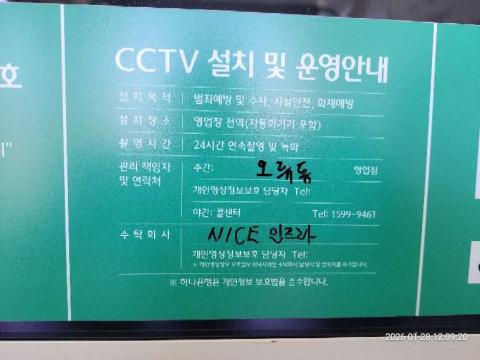 호
CCTV 설치 및 운영안내
설치목적 범죄예방 및 수사, 시설안전, 화재예방
설치장소 영업장 전역(자동화기기 포함)
촬영시간 24시간 연속촬영 및 녹화
관리 책임자 및 연락처 주간: 영업점
개인영상정보보호 담당자 Tel:
야간: 콜센터 Tel: 1599-9461
수탁회사 NICE 인프라
개인영상정보보호 담당자 Tel:
※ 하나은행은 개인정보 보호법을 준수합니다.
2026-01-28 12:09:20